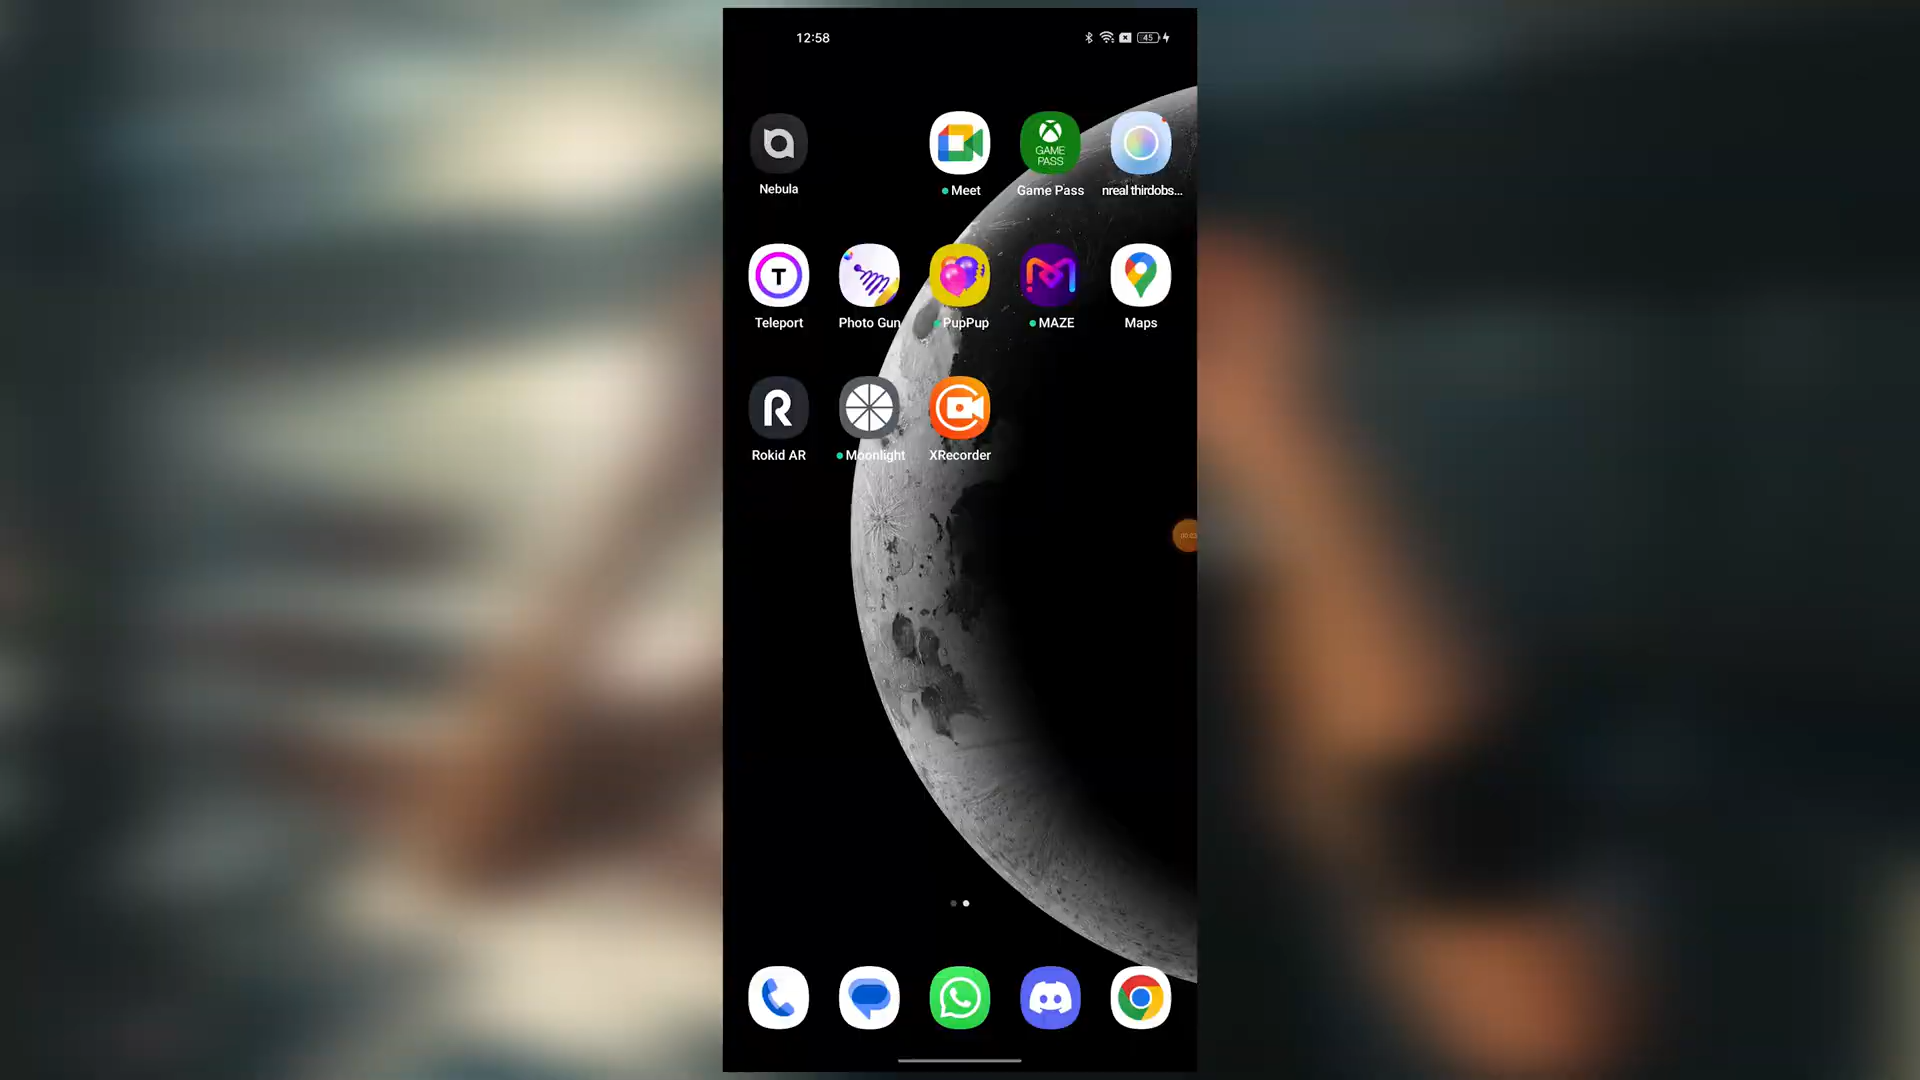 12:58
45
GAME
PASS
Nebula
Meet
Game Pass
nreal thirdobs...
T
Teleport
Photo Gun
PupPup
MAZE
Maps
R
Rokid AR
Moonlight
XRecorder